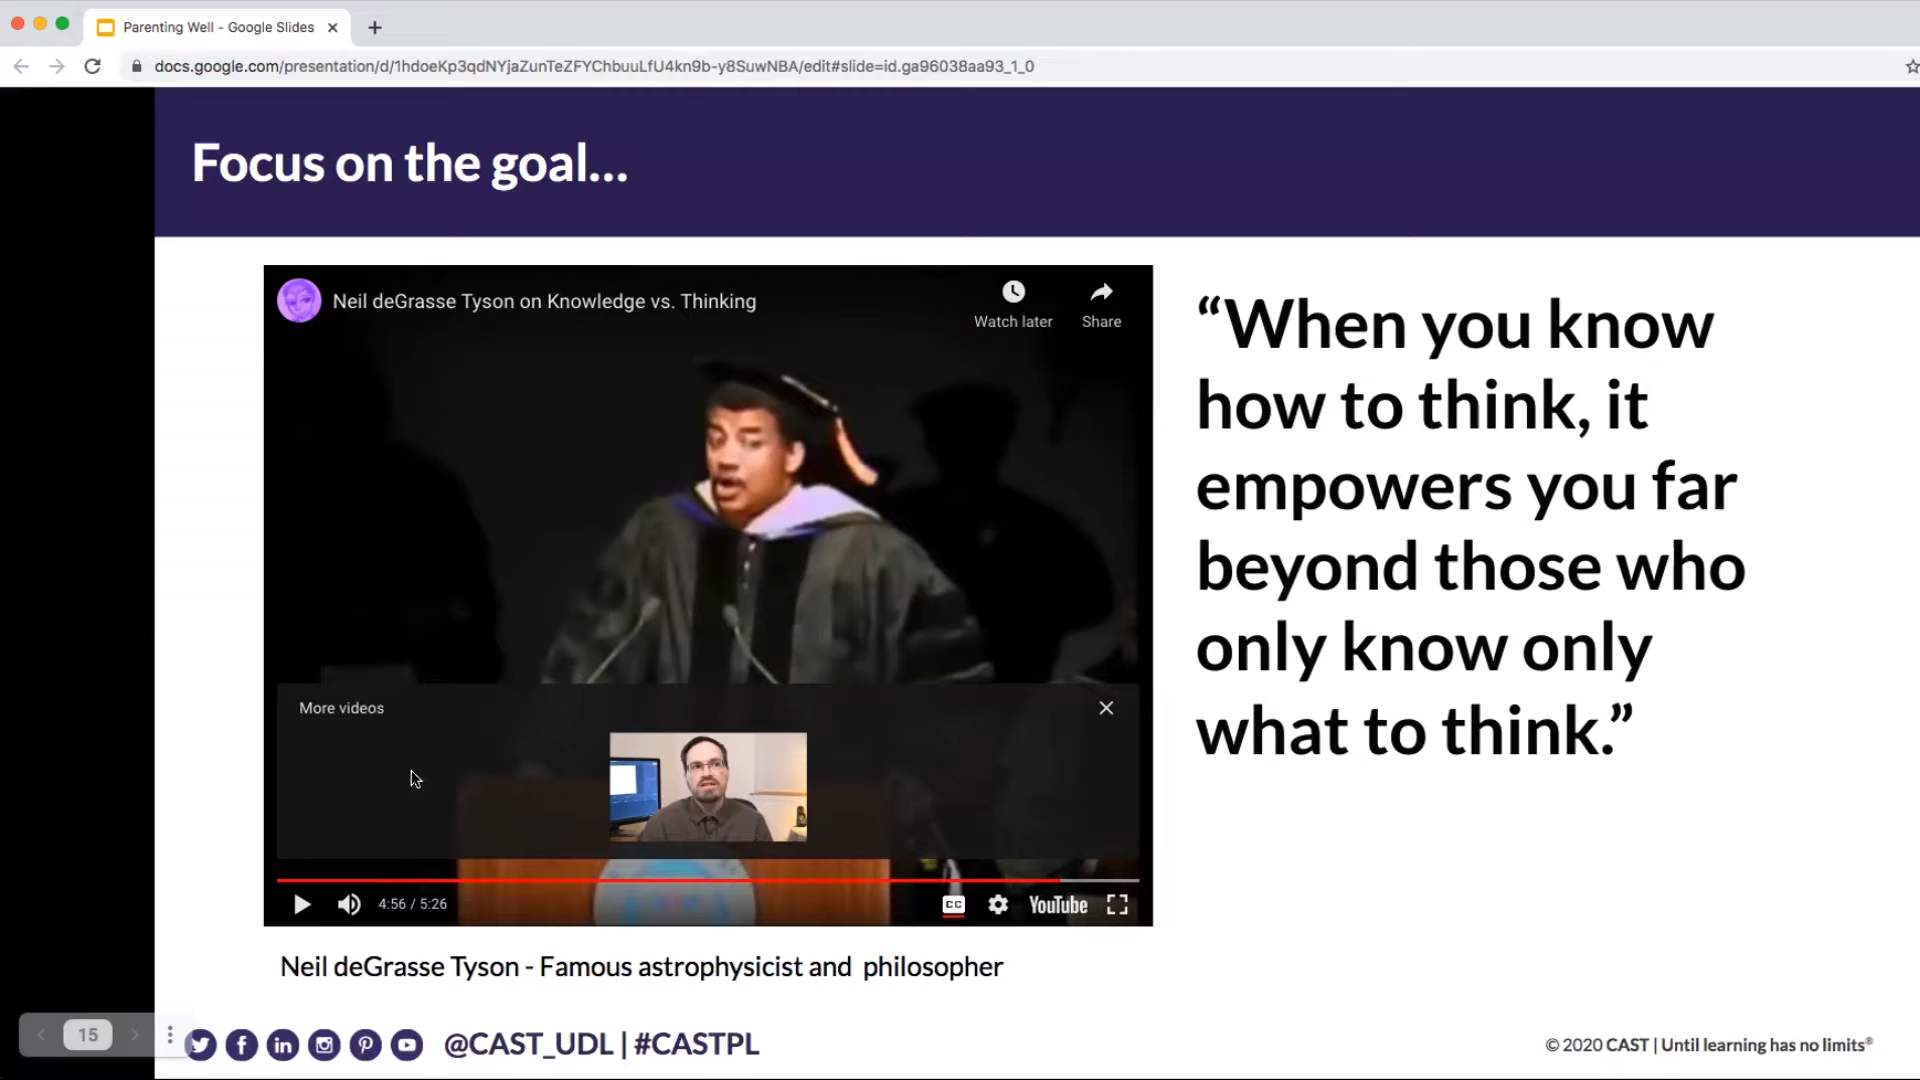 Parenting Well - Google Slides
docs.google.com/presentation/d/1hdoeKp3qdNYjaZunTeZFYChbuuLfU4kn9b-y8SuwNBA/edit#slide=id.ga96038aa93_1_0
Focus on the goal...
Neil deGrasse Tyson on Knowledge vs. Thinking
Watch later
Share
“When you know
how to think, it
empowers you far
beyond those who
only know only
what to think.”
More videos
4:56 / 5:26
CC
YouTube
Neil deGrasse Tyson - Famous astrophysicist and philosopher
15
@CAST_UDL | #CASTPL
© 2020 CAST | Until learning has no limits®